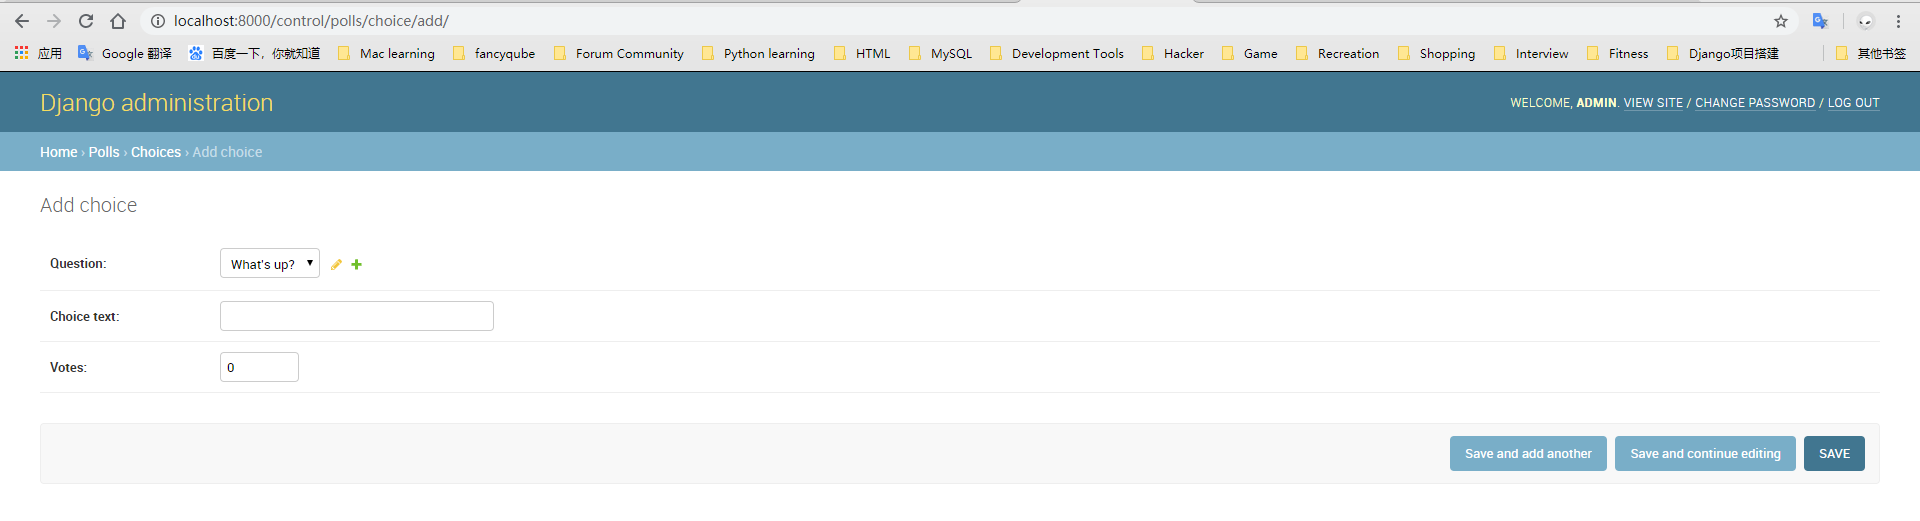 localhost:8000/control/polls/choice/add/
应用 Google 翻译 百度一下，你就知道 Mac learning fancyqube Forum Community Python learning HTML MySQL Development Tools Hacker Game Recreation Shopping Interview Fitness Django项目搭建 其他书签
Django administration WELCOME, ADMIN. VIEW SITE / CHANGE PASSWORD / LOG OUT
Home › Polls › Choices › Add choice
Add choice
Question: What's up?
Choice text:
Votes: 0
Save and add another Save and continue editing SAVE